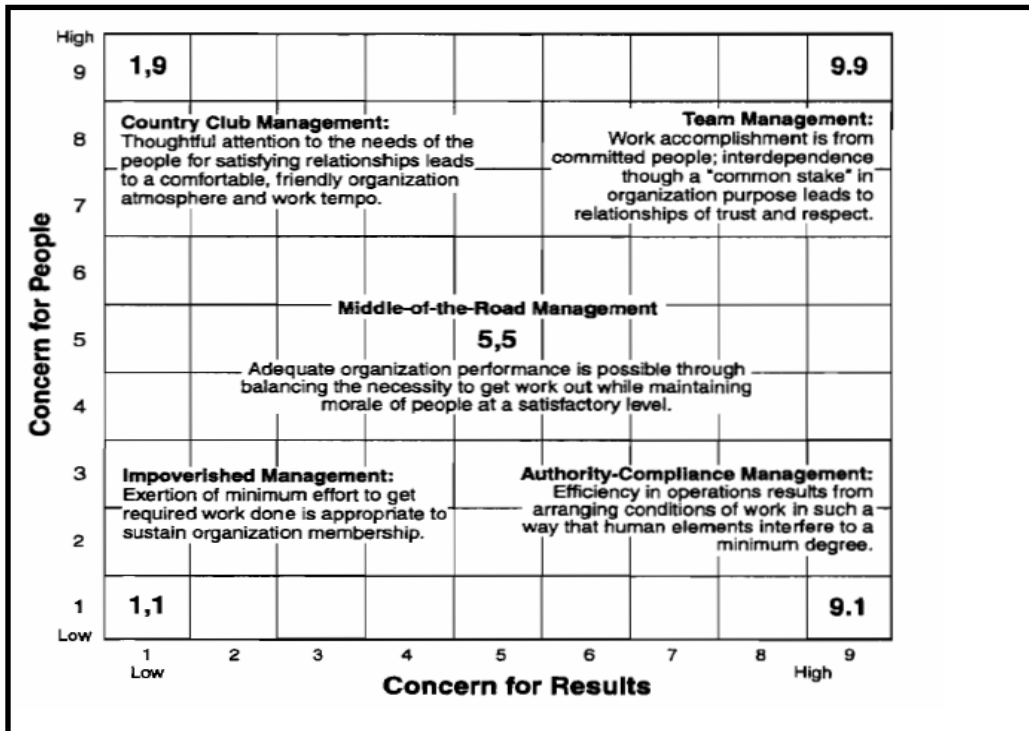 High
9
1,9
9.9
Country Club Management:
Thoughtful attention to the needs of the
people for satisfying relationships leads
to a comfortable, friendly organization
atmosphere and work tempo.
Team Management:
Work accomplishment is from
committed people; interdependence
though a "common stake" in
organization purpose leads to
relationships of trust and respect.
8
7
6
Concern for People
Middle-of-the-Road Management
5
5,5
Adequate organization performance is possible through
balancing the necessity to get work out while maintaining
morale of people at a satisfactory level.
4
3
Impoverished Management:
Exertion of minimum effort to get
required work done is appropriate to
sustain organization membership.
Authority-Compliance Management:
Efficiency in operations results from
arranging conditions of work in such a
way that human elements interfere to a
minimum degree.
2
1
Low
1,1
9.1
1 2 3 4 5 6 7 8 9
Low High
Concern for Results